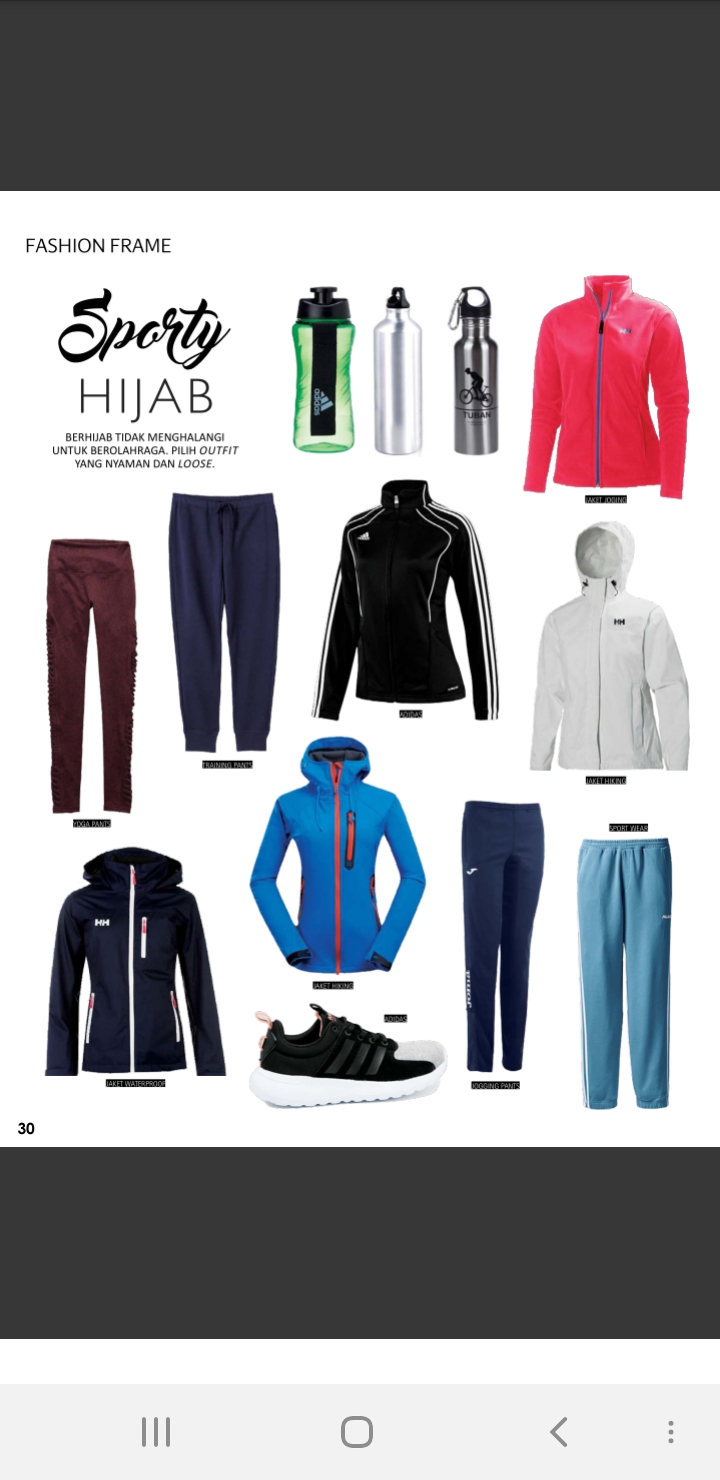 FASHION FRAME
Sporty
HIJAB
BERHIJAB TIDAK MENGHALANGI
UNTUK BEROLAHRAGA. PILIH OUTFIT
YANG NYAMAN DAN LOOSE.
adidas
TURAN
HH
JAKET JOGING
adidas
ADIDAS
HH
JAKET HIKING
TRAINING PANTS
YOGA PANTS
SPORT WEAR
HH
JAKET HIKING
Joma
ADIDAS
JAKET WATERPROOF
JOGGING PANTS
30